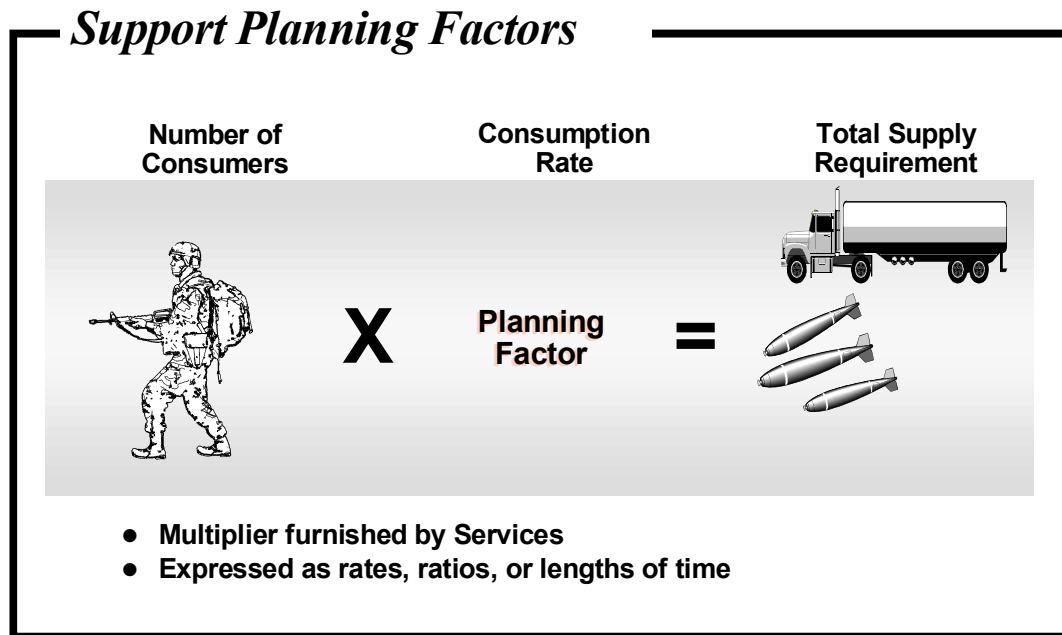 Support Planning Factors
Number of
Consumers
Consumption
Rate
Total Supply
Requirement
X
Planning
Factor
=
● Multiplier furnished by Services
● Expressed as rates, ratios, or lengths of time